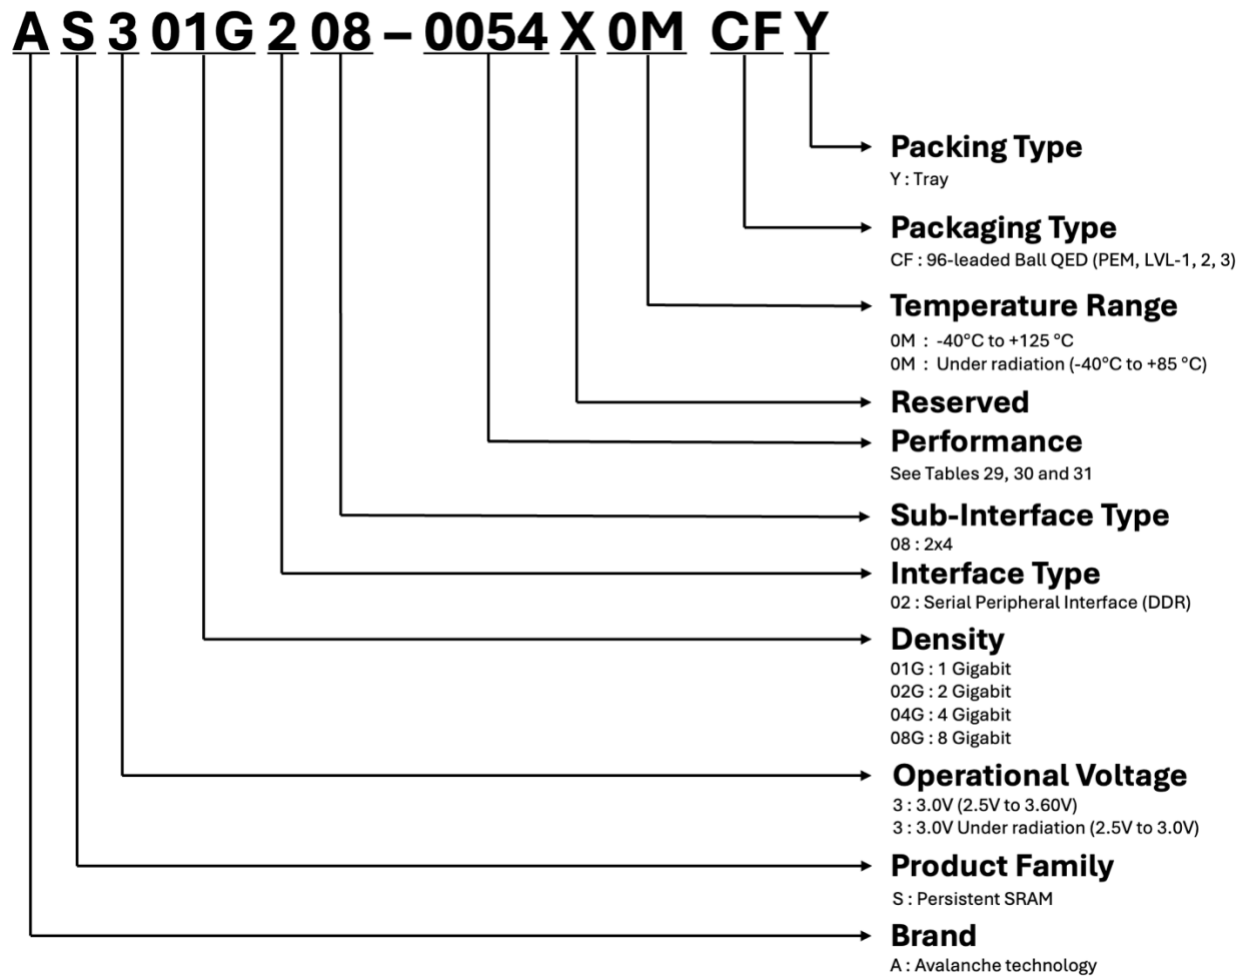 A S 3 01G 2 08 – 0054 X 0M CF Y
Packing Type
Y : Tray
Packaging Type
CF : 96-leaded Ball QED (PEM, LVL-1, 2, 3)
Temperature Range
0M : -40°C to +125 °C
0M : Under radiation (-40°C to +85 °C)
Reserved
Performance
See Tables 29, 30 and 31
Sub-Interface Type
08 : 2x4
Interface Type
02 : Serial Peripheral Interface (DDR)
Density
01G : 1 Gigabit
02G : 2 Gigabit
04G : 4 Gigabit
08G : 8 Gigabit
Operational Voltage
3 : 3.0V (2.5V to 3.60V)
3 : 3.0V Under radiation (2.5V to 3.0V)
Product Family
S : Persistent SRAM
Brand
A : Avalanche technology